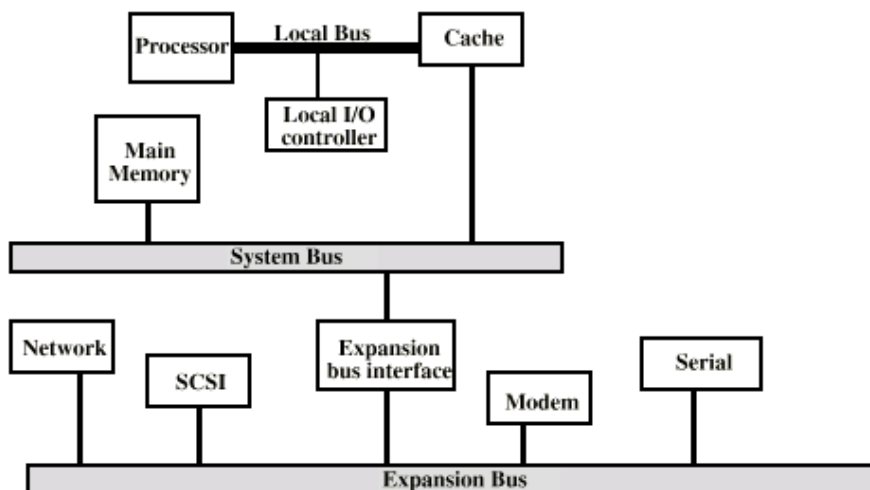 Processor
Local Bus
Cache
Local I/O
controller
Main
Memory
System Bus
Network
SCSI
Expansion
bus interface
Modem
Serial
Expansion Bus